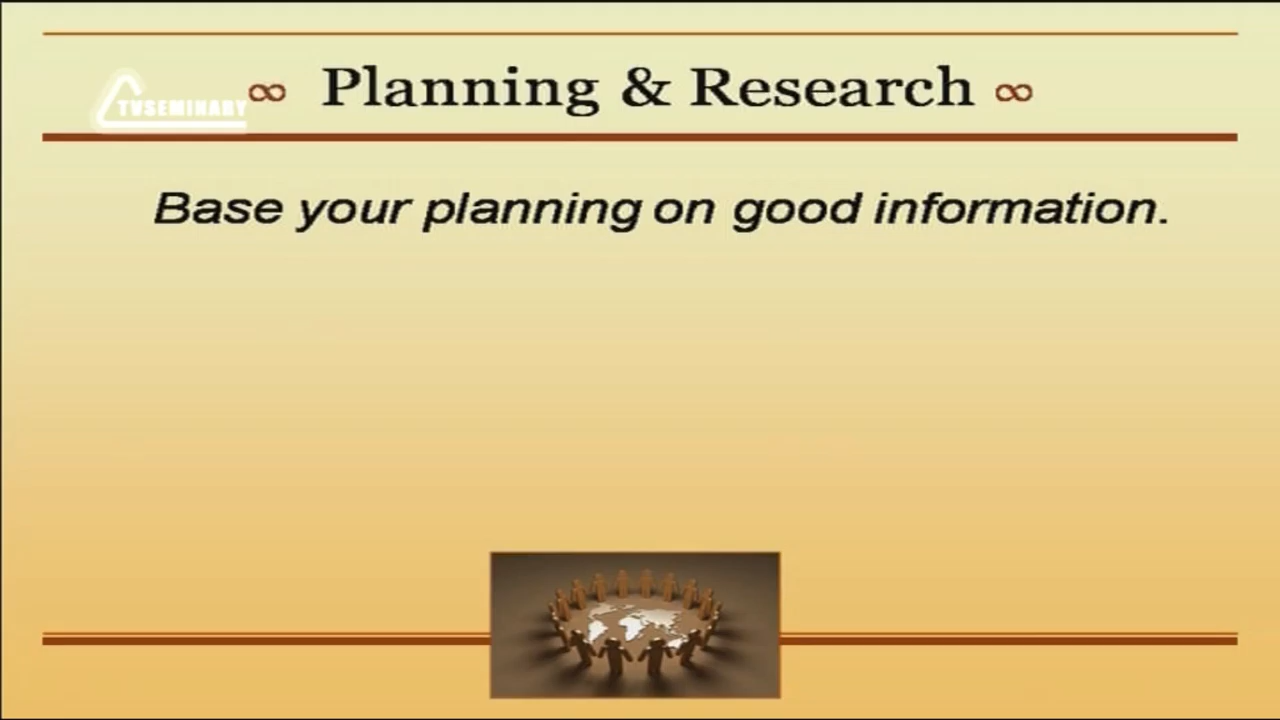 ∞ Planning & Research ∞
TVSEMINARY
Base your planning on good information.